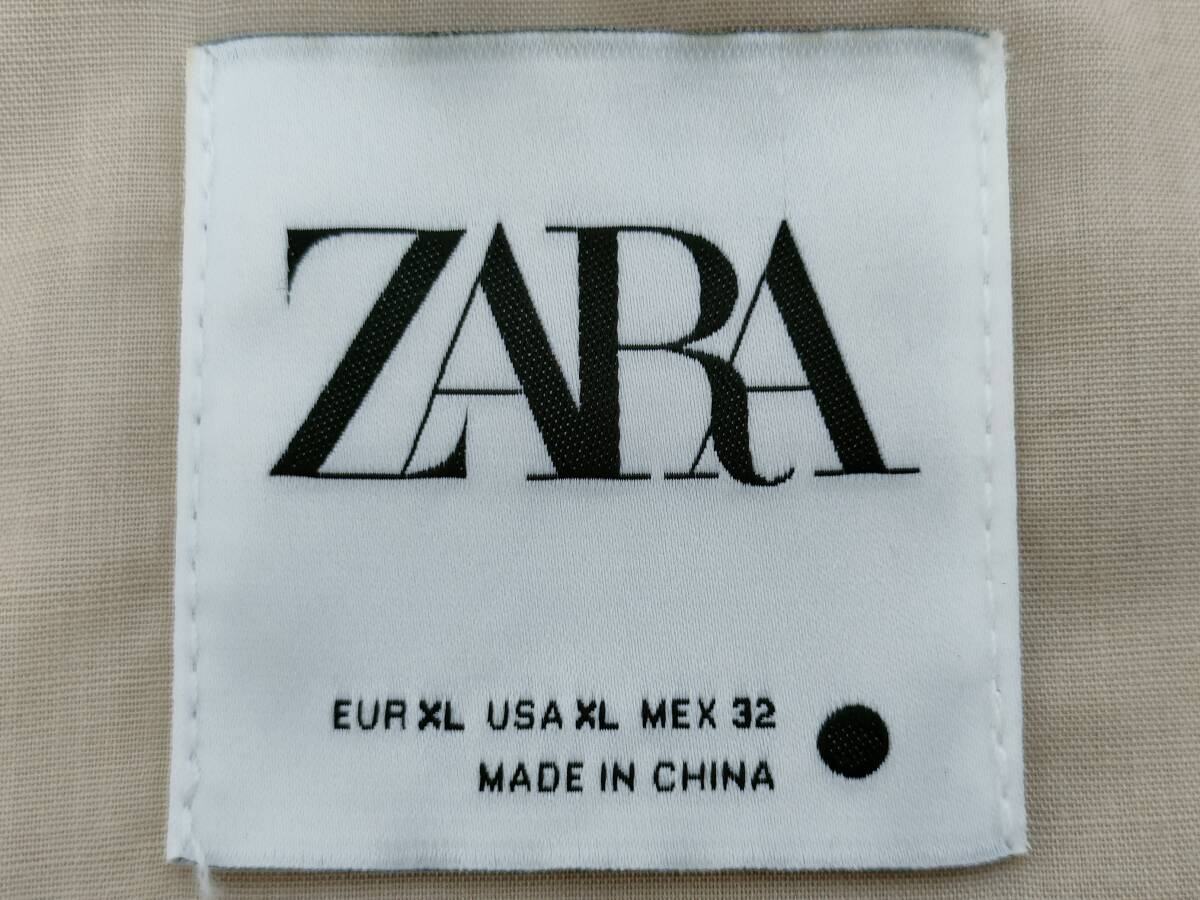 ZARA
EUR XL USA XL MEX 32
MADE IN CHINA